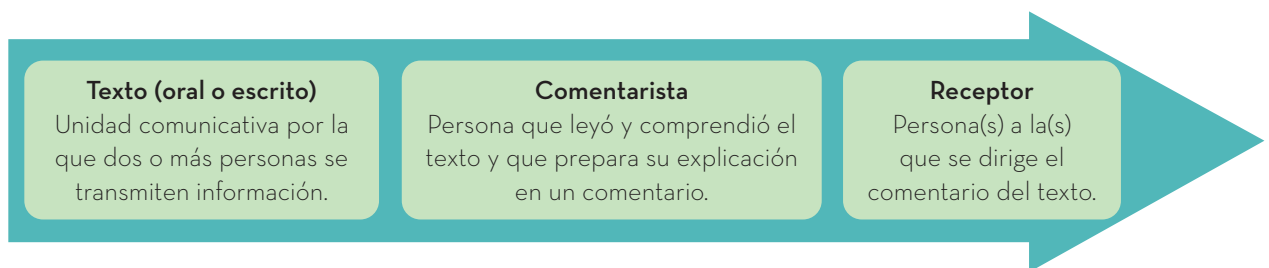 Texto (oral o escrito)
Unidad comunicativa por la
que dos o más personas se
transmiten información.
Comentarista
Persona que leyó y comprendió el
texto y que prepara su explicación
en un comentario.
Receptor
Persona(s) a la(s)
que se dirige el
comentario del texto.